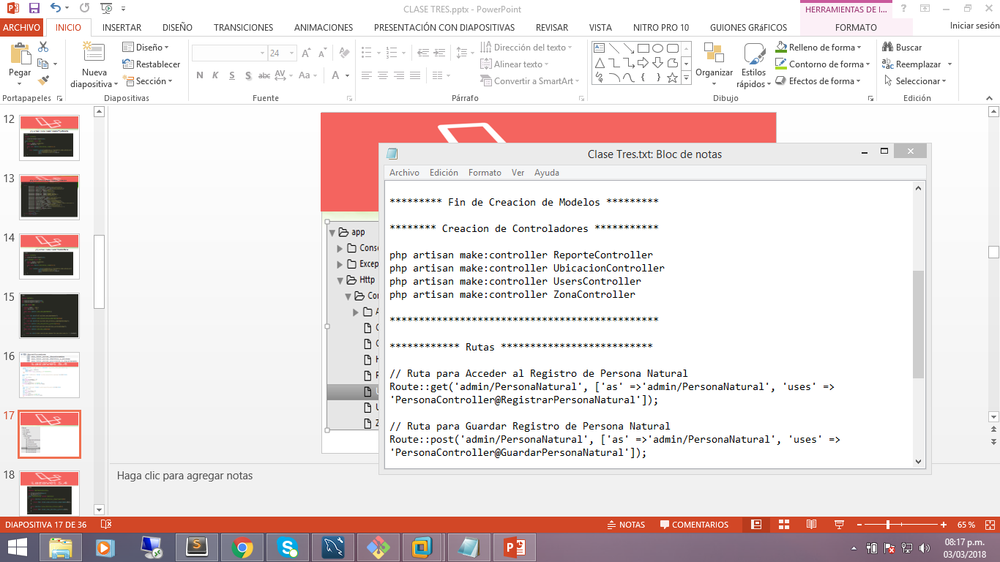 CLASE TRES.pptx - PowerPoint
HERRAMIENTAS DE I...
ARCHIVO INICIO INSERTAR DISEÑO TRANSICIONES ANIMACIONES PRESENTACIÓN CON DIAPOSITIVAS REVISAR VISTA NITRO PRO 10 GUIONES GRáFICOS FORMATO Iniciar sesión
Pegar
Portapapeles
Nueva diapositiva
Diseño
Restablecer
Sección
Diapositivas
24
N K S S abc AV Aa A
Fuente
Dirección del texto
Alinear texto
Convertir a SmartArt
Párrafo
Organizar
Estilos rápidos
Relleno de forma
Contorno de forma
Efectos de forma
Dibujo
Buscar
Reemplazar
Seleccionar
Edición
12
13
14
15
16
17
18
app
Conso
Excep
Http
Con
Clase Tres.txt: Bloc de notas
Archivo Edición Formato Ver Ayuda
********* Fin de Creacion de Modelos *********
******** Creacion de Controladores ***********
php artisan make:controller ReporteController
php artisan make:controller UbicacionController
php artisan make:controller UsersController
php artisan make:controller ZonaController
**********************************************
************ Rutas **************************
// Ruta para Acceder al Registro de Persona Natural
Route::get('admin/PersonaNatural', ['as' =>'admin/PersonaNatural', 'uses' =>
'PersonaController@RegistrarPersonaNatural']);
// Ruta para Guardar Registro de Persona Natural
Route::post('admin/PersonaNatural', ['as' =>'admin/PersonaNatural', 'uses' =>
'PersonaController@GuardarPersonaNatural']);
Haga clic para agregar notas
DIAPOSITIVA 17 DE 36 NOTAS COMENTARIOS 65 %
08:17 p.m.
03/03/2018